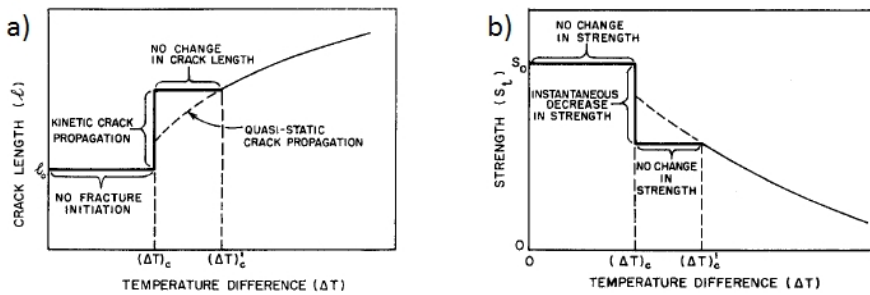 a)
NO CHANGE IN
CRACK LENGTH
CRACK LENGTH (ℓ)
KINETIC CRACK
PROPAGATION
QUASI-STATIC
CRACK PROPAGATION
ℓ₀
NO FRACTURE
INITIATION
(ΔT)c
(ΔT)'c
TEMPERATURE DIFFERENCE (ΔT)
b)
NO CHANGE
IN STRENGTH
S₀
STRENGTH (Sₜ)
INSTANTANEOUS
DECREASE
IN STRENGTH
NO CHANGE
IN
STRENGTH
0
0
(ΔT)c
(ΔT)'c
TEMPERATURE DIFFERENCE (ΔT)